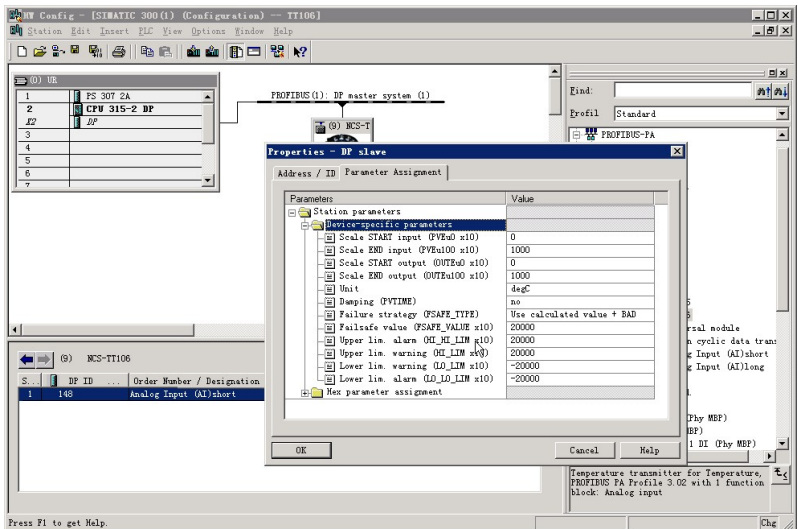 HW Config - [SIMATIC 300(1) (Configuration) -- TT106]
Station Edit Insert PLC View Options Window Help
(0) UR
1 PS 307 2A
2 CPU 315-2 DP
X2 DP
3
4
5
6
7
PROFIBUS(1): DP master system (1)
(9) NCS-T
Find:
Profil Standard
PROFIBUS-PA
Properties - DP slave
Address / ID Parameter Assignment
Parameters Value
Station parameters
Device-specific parameters
Scale START input (PVEu0 x10) 0
Scale END input (PVEu100 x10) 1000
Scale START output (OUTEu0 x10) 0
Scale END output (OUTEu100 x10) 1000
Unit degC
Damping (PVTIME) no
Failure strategy (FSAFE_TYPE) Use calculated value + BAD
Failsafe value (FSAFE_VALUE x10) 20000
Upper lim. alarm (HI_HI_LIM x10) 20000
Upper lim. warning (HI_LIM x10) 20000
Lower lim. warning (LO_LIM x10) -20000
Lower lim. alarm (LO_LO_LIM x10) -20000
Hex parameter assignment
OK Cancel Help
rsal module
n cyclic data trans
g Input (AI)short
g Input (AI)long
(Phy MBP)
MBP)
1 DI (Phy MBP)
(9) NCS-TT106
S... DP ID ... Order Number / Designation
1 148 Analog Input (AI)short
Temperature transmitter for Temperature,
PROFIBUS PA Profile 3.02 with 1 function
block: Analog input
Press F1 to get Help.
Chg